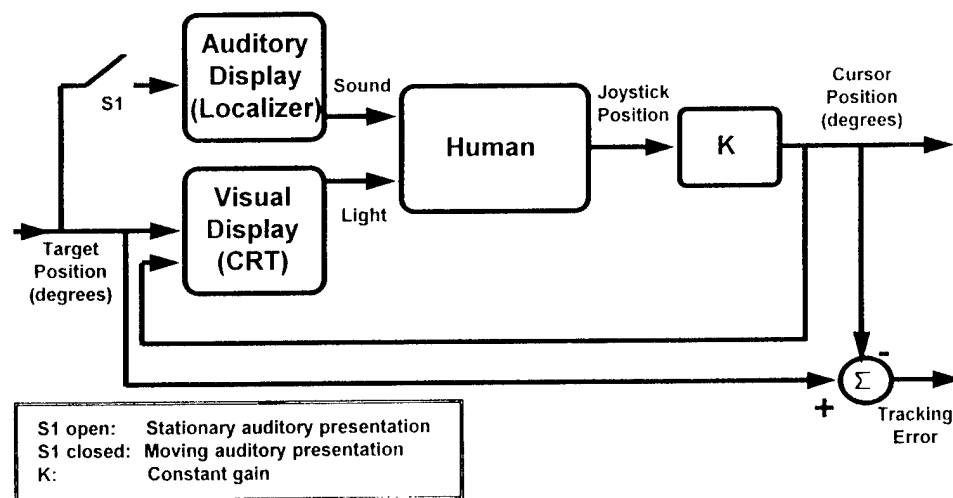 Auditory
Display
(Localizer)
S1
Sound
Human
Joystick
Position
K
Cursor
Position
(degrees)
Visual
Display
(CRT)
Light
Target
Position
(degrees)
-
Σ
+
Tracking
Error
S1 open: Stationary auditory presentation
S1 closed: Moving auditory presentation
K: Constant gain